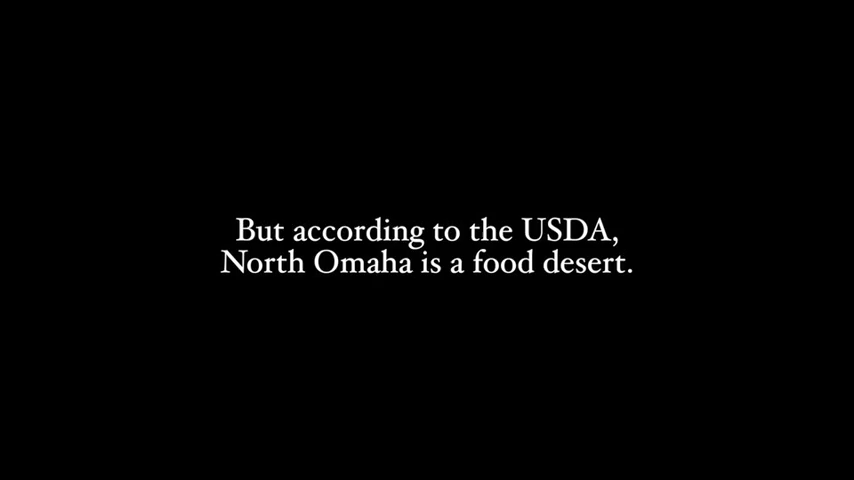 But according to the USDA,
North Omaha is a food desert.